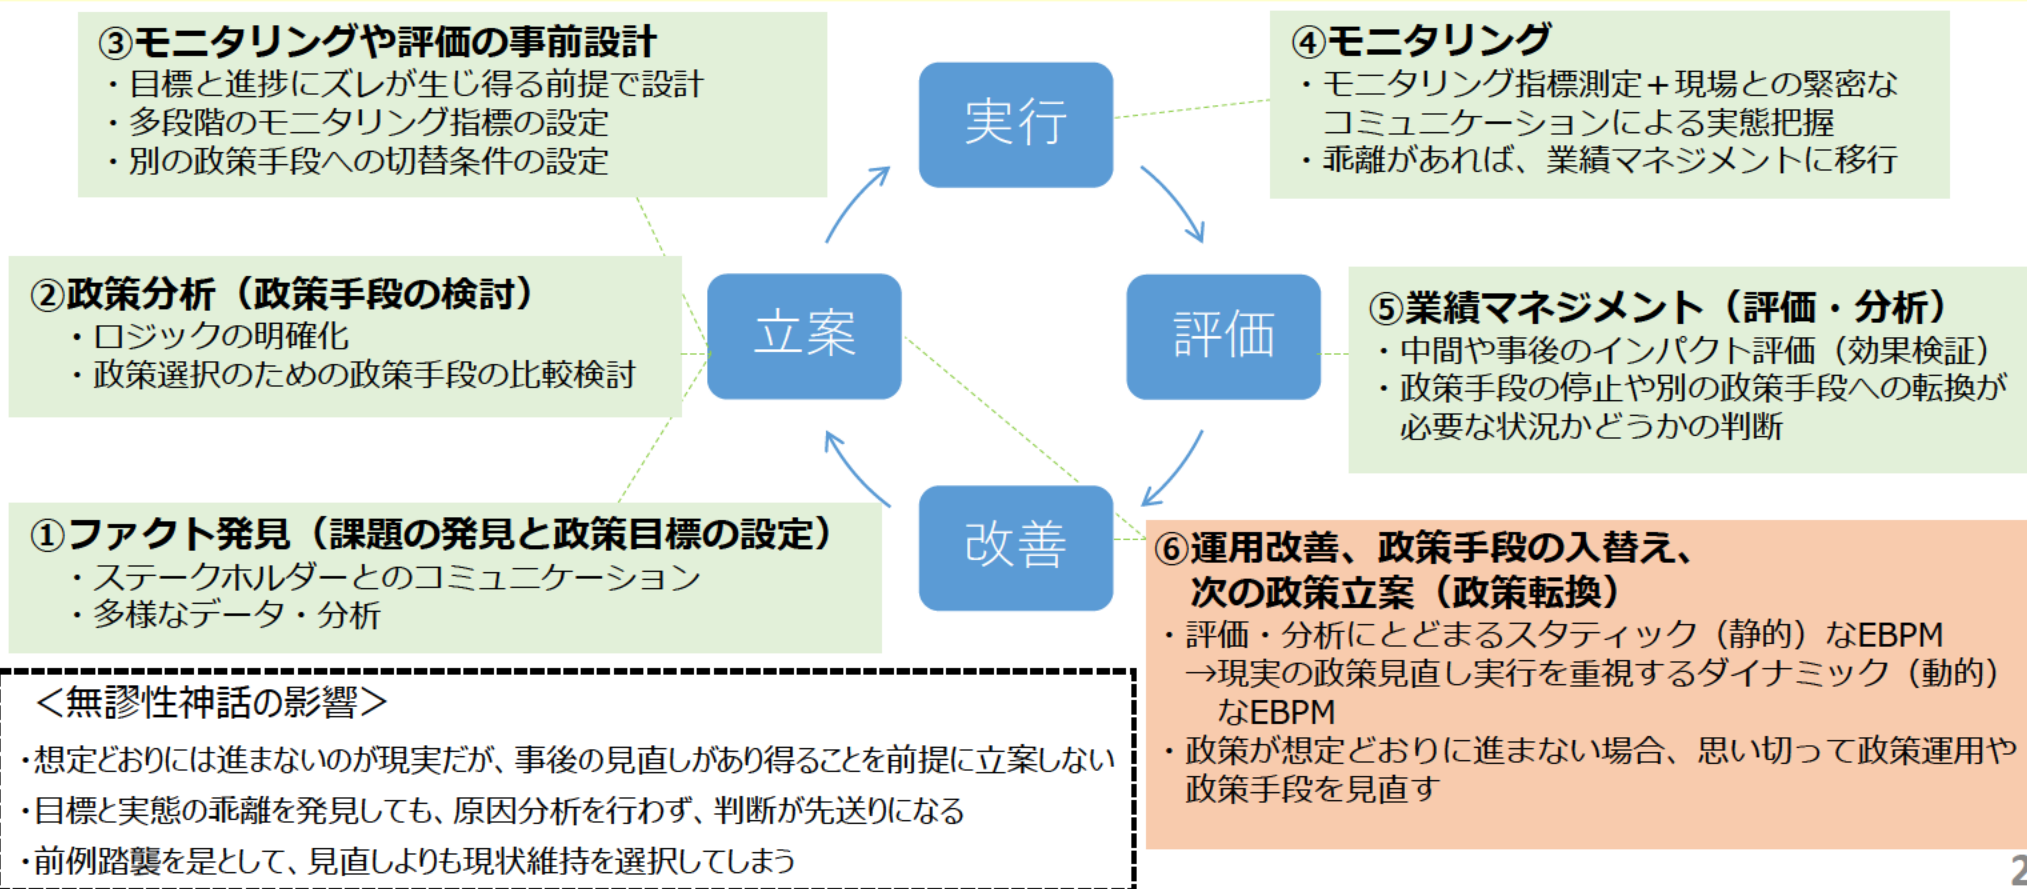 ③モニタリングや評価の事前設計
・目標と進捗にズレが生じ得る前提で設計
・多段階のモニタリング指標の設定
・別の政策手段への切替条件の設定
実行
④モニタリング
・モニタリング指標測定＋現場との緊密な
コミュニケーションによる実態把握
・乖離があれば、業績マネジメントに移行
②政策分析（政策手段の検討）
・ロジックの明確化
・政策選択のための政策手段の比較検討
立案
評価
⑤業績マネジメント（評価・分析）
・中間や事後のインパクト評価（効果検証）
・政策手段の停止や別の政策手段への転換が
必要な状況かどうかの判断
①ファクト発見（課題の発見と政策目標の設定）
・ステークホルダーとのコミュニケーション
・多様なデータ・分析
改善
⑥運用改善、政策手段の入替え、
次の政策立案（政策転換）
・評価・分析にとどまるスタティック（静的）なEBPM
→現実の政策見直し実行を重視するダイナミック（動的）
なEBPM
・政策が想定どおりに進まない場合、思い切って政策運用や
政策手段を見直す
＜無謬性神話の影響＞
・想定どおりには進まないのが現実だが、事後の見直しがあり得ることを前提に立案しない
・目標と実態の乖離を発見しても、原因分析を行わず、判断が先送りになる
・前例踏襲を是として、見直しよりも現状維持を選択してしまう
2